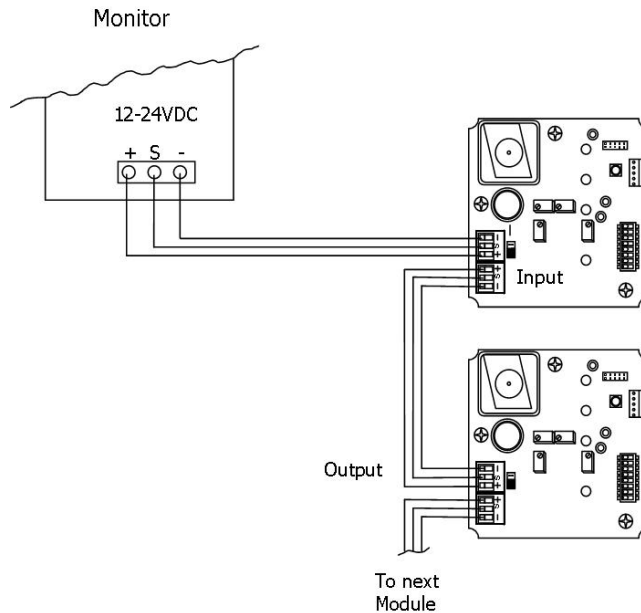 Monitor
12-24VDC
+ S -
- S +
+ S -
Input
Output
- S +
+ S -
To next
Module